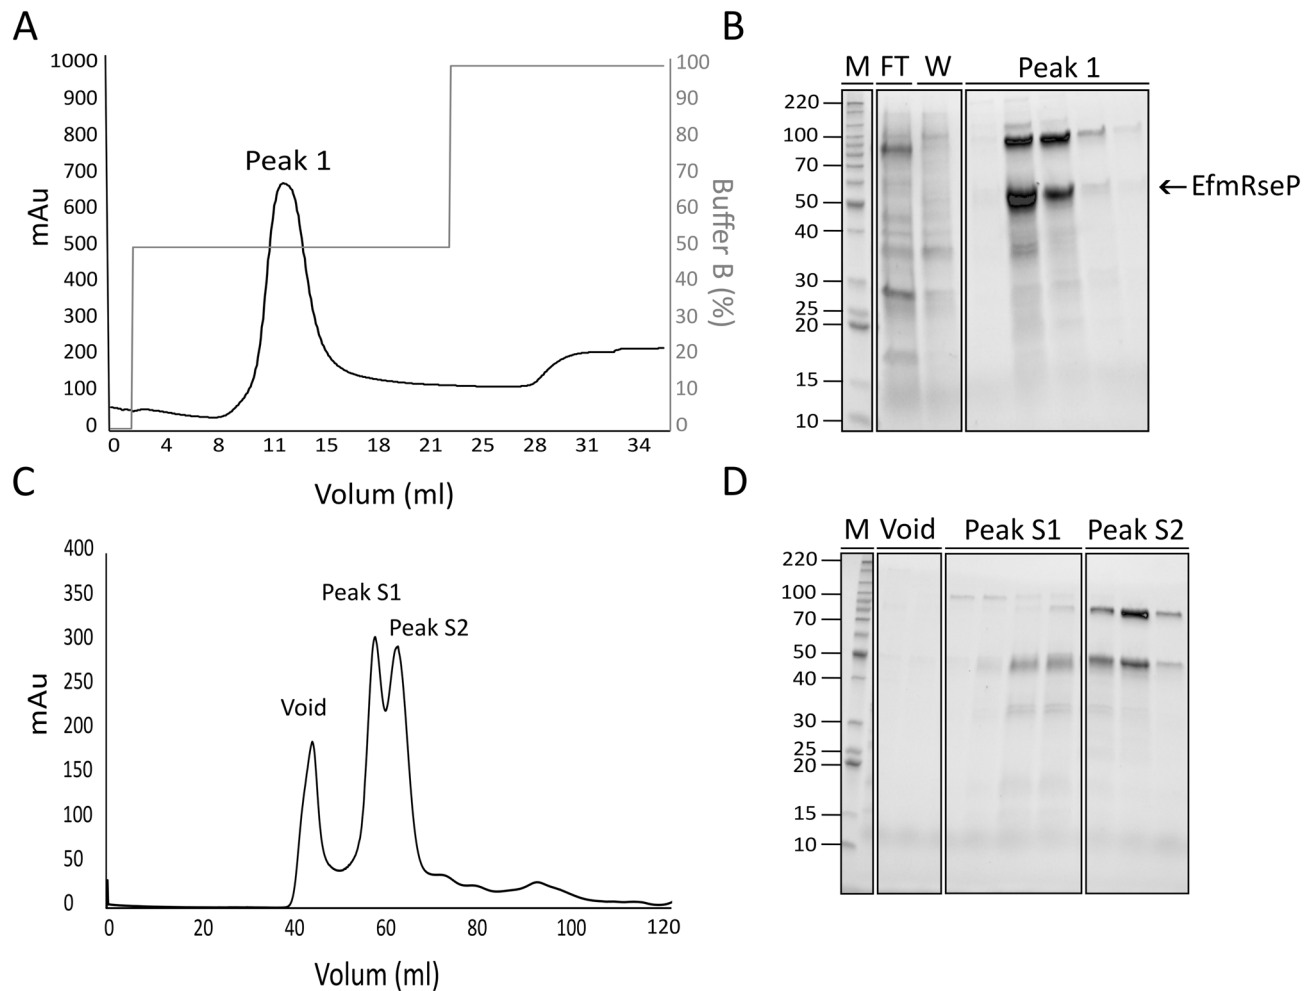 A
1000
900
800
700
600
500
400
300
200
100
0
mAu
Peak 1
100
90
80
70
60
50
40
30
20
10
0
Buffer B (%)
0 4 8 11 15 18 21 25 28 31 34
Volum (ml)
B
M FT W Peak 1
220
100
70
50
40
30
25
20
15
10
←EfmRseP
C
400
350
300
250
200
150
100
50
0
mAu
Peak S1
Peak S2
Void
0 20 40 60 80 100 120
Volum (ml)
D
M Void Peak S1 Peak S2
220
100
70
50
40
30
25
20
15
10